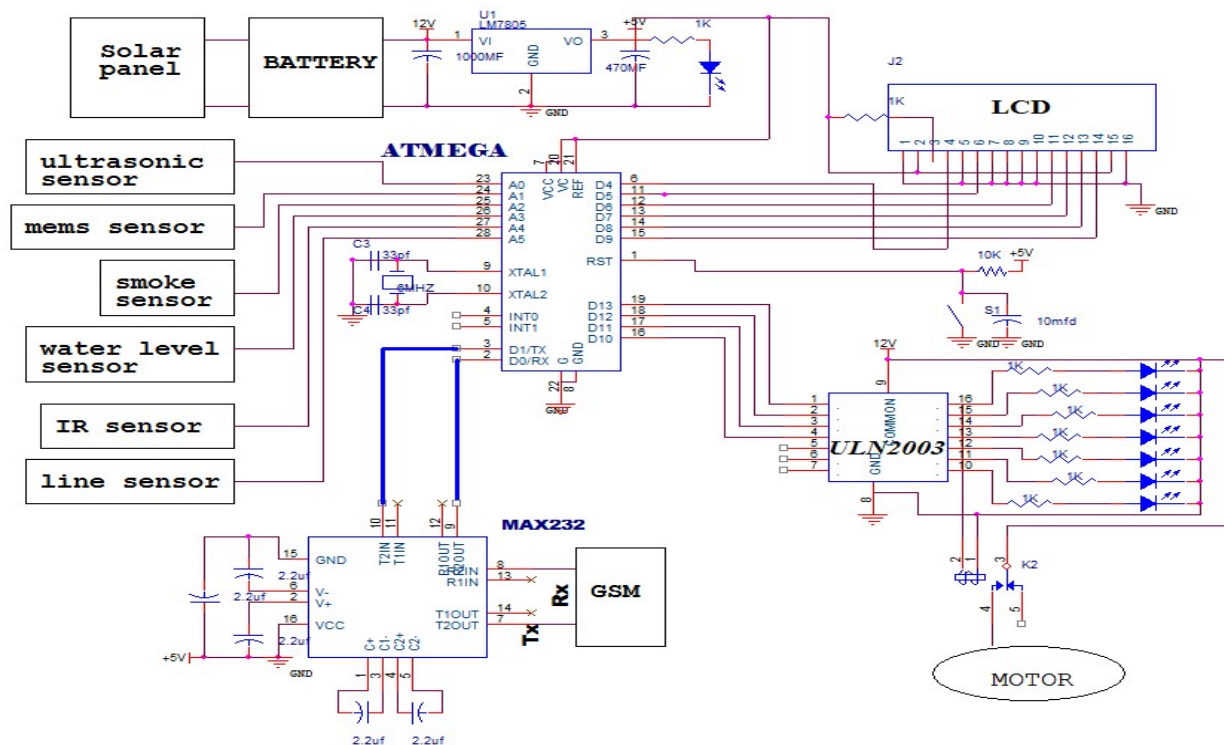 Solar
panel
BATTERY
12V
1000MF
U1
LM7805
1 VI VO 3
GND
2
+5V
470MF
1K
GND
J2
LCD
1K
1 2 3 4 5 6 7 8 9 10 11 12 13 14 15 16
GND
ultrasonic
sensor
mems sensor
smoke
sensor
water level
sensor
IR sensor
line sensor
ATMEGA
7 20 21
VCC VC REF
23 A0
24 A1
25 A2
26 A3
27 A4
28 A5
9 XTAL1
10 XTAL2
4 INT0
5 INT1
3 D1/TX
2 D0/RX
D4 6
D5 11
D6 12
D7 13
D8 14
D9 15
RST 1
D13 19
D12 18
D11 17
D10 16
G GND
22 8
GND
C3
33pf
C4
33pf
10K
+5V
S1
10mfd
GND
GND
12V
9
COMMON
ULN2003
GND
8
1
2
3
4
5
6
7
16
15
14
13
12
11
10
1K
1K
1K
1K
1K
1K
1K
2 1
3
K2
4 5
MOTOR
MAX232
10 11 12 9
T2IN T1IN R1OUT R2OUT
15 GND
6 V-
2 V+
16 VCC
R2IN 8
R1IN 13
T1OUT 14
T2OUT 7
C+ C1- C2+ C2-
1 3 4 5
2.2uf
2.2uf
+5V
GND
2.2uf 2.2uf
Rx
Tx
GSM